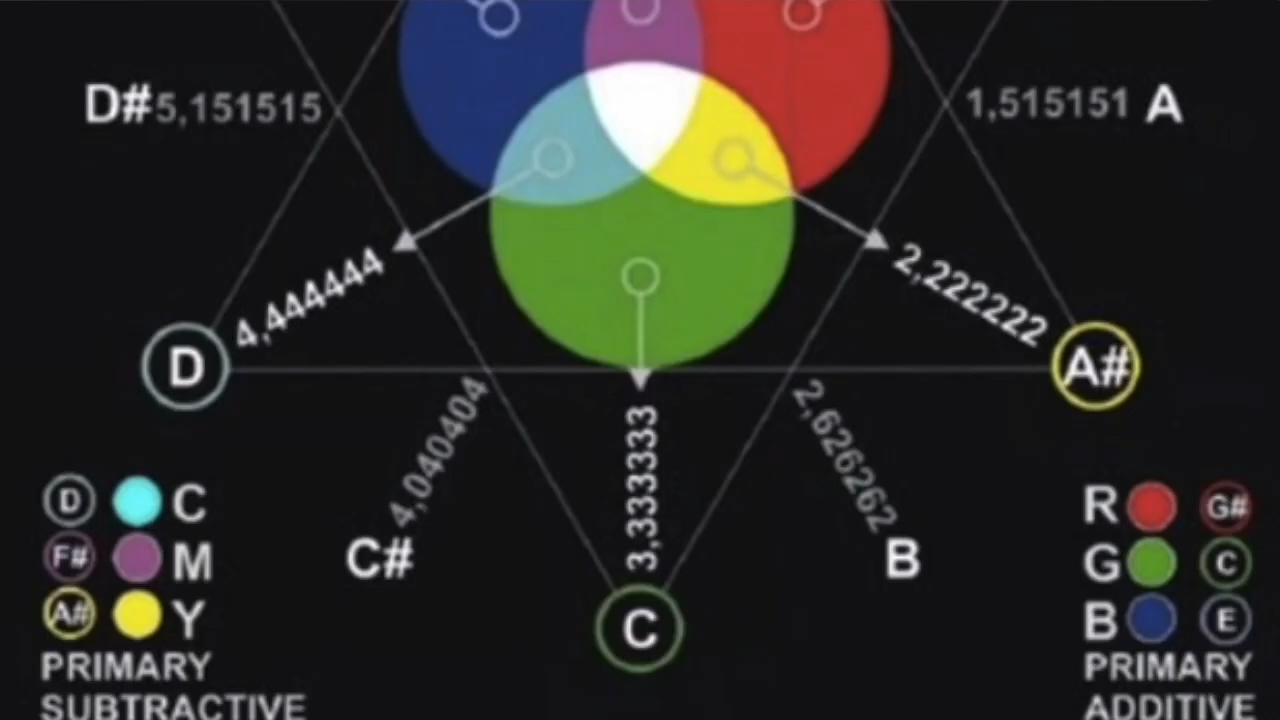 D# 5,151515
1,515151 A
4,444444
2,222222
D
A#
4,040404
3,333333
2,626262
C#
B
C
D C
F# M
A# Y
PRIMARY
SUBTRACTIVE
R G#
G C
B E
PRIMARY
ADDITIVE